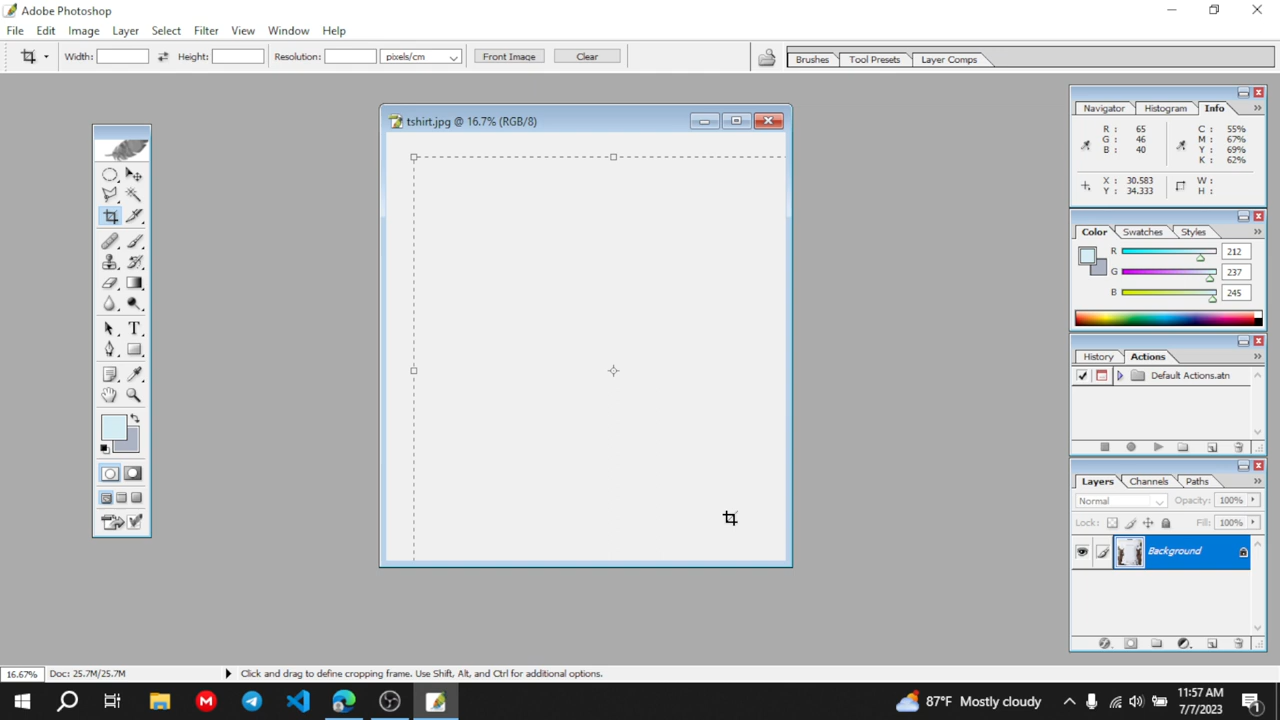 Adobe Photoshop
File Edit Image Layer Select Filter View Window Help
Width: Height: Resolution: pixels/cm Front Image Clear Brushes Tool Presets Layer Comps
tshirt.jpg @ 16.7% (RGB/8)
Navigator Histogram Info
R : 65 C : 55%
G : 46 M : 67%
B : 40 Y : 69%
K : 62%
X : 30.583 W :
Y : 34.333 H :
Color Swatches Styles
R 212
G 237
B 245
History Actions
Default Actions.atn
Layers Channels Paths
Normal Opacity: 100%
Lock: Fill: 100%
Background
T
16.67% Doc: 25.7M/25.7M Click and drag to define cropping frame. Use Shift, Alt, and Ctrl for additional options.
M 87°F Mostly cloudy 11:57 AM
7/7/2023
1